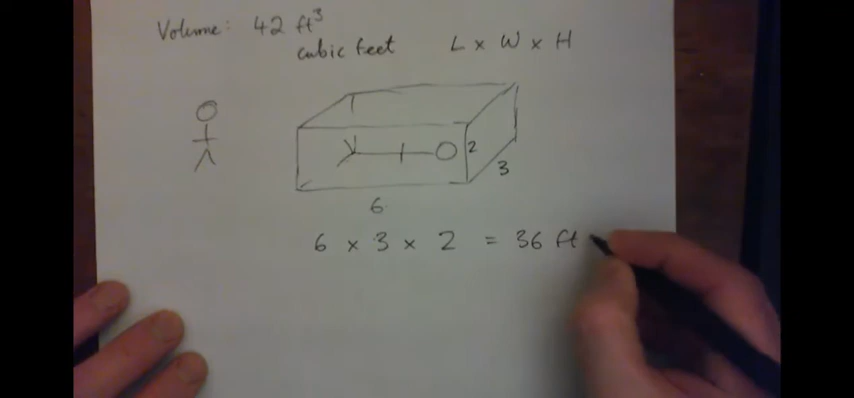 Volume: 42 ft³
cubic feet L x W x H
2
3
6
6 x 3 x 2 = 36 ft